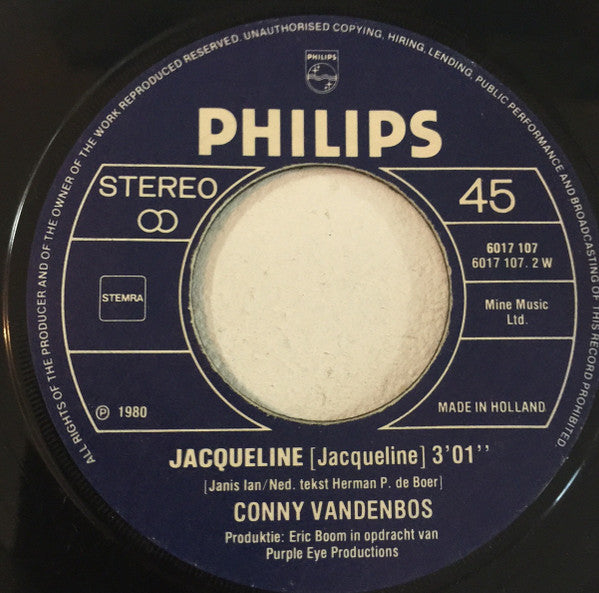 ALL RIGHTS OF THE PRODUCER AND OF THE OWNER OF THE WORK REPRODUCED RESERVED. UNAUTHORISED COPYING, HIRING, LENDING, PUBLIC PERFORMANCE AND BROADCASTING OF THIS RECORD PROHIBITED.
PHILIPS
PHILIPS
STEREO
45
6017 107
6017 107. 2 W
STEMRA
Mine Music
Ltd.
℗ 1980
MADE IN HOLLAND
JACQUELINE [Jacqueline] 3'01''
[Janis Ian/Ned. tekst Herman P. de Boer]
CONNY VANDENBOS
Produktie: Eric Boom in opdracht van
Purple Eye Productions